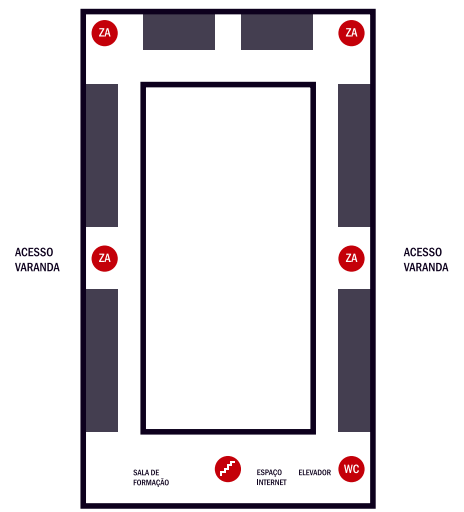 ZA
ZA
ACESSO
VARANDA
ZA
ZA
ACESSO
VARANDA
SALA DE
FORMAÇÃO
ESPAÇO
INTERNET
ELEVADOR
WC